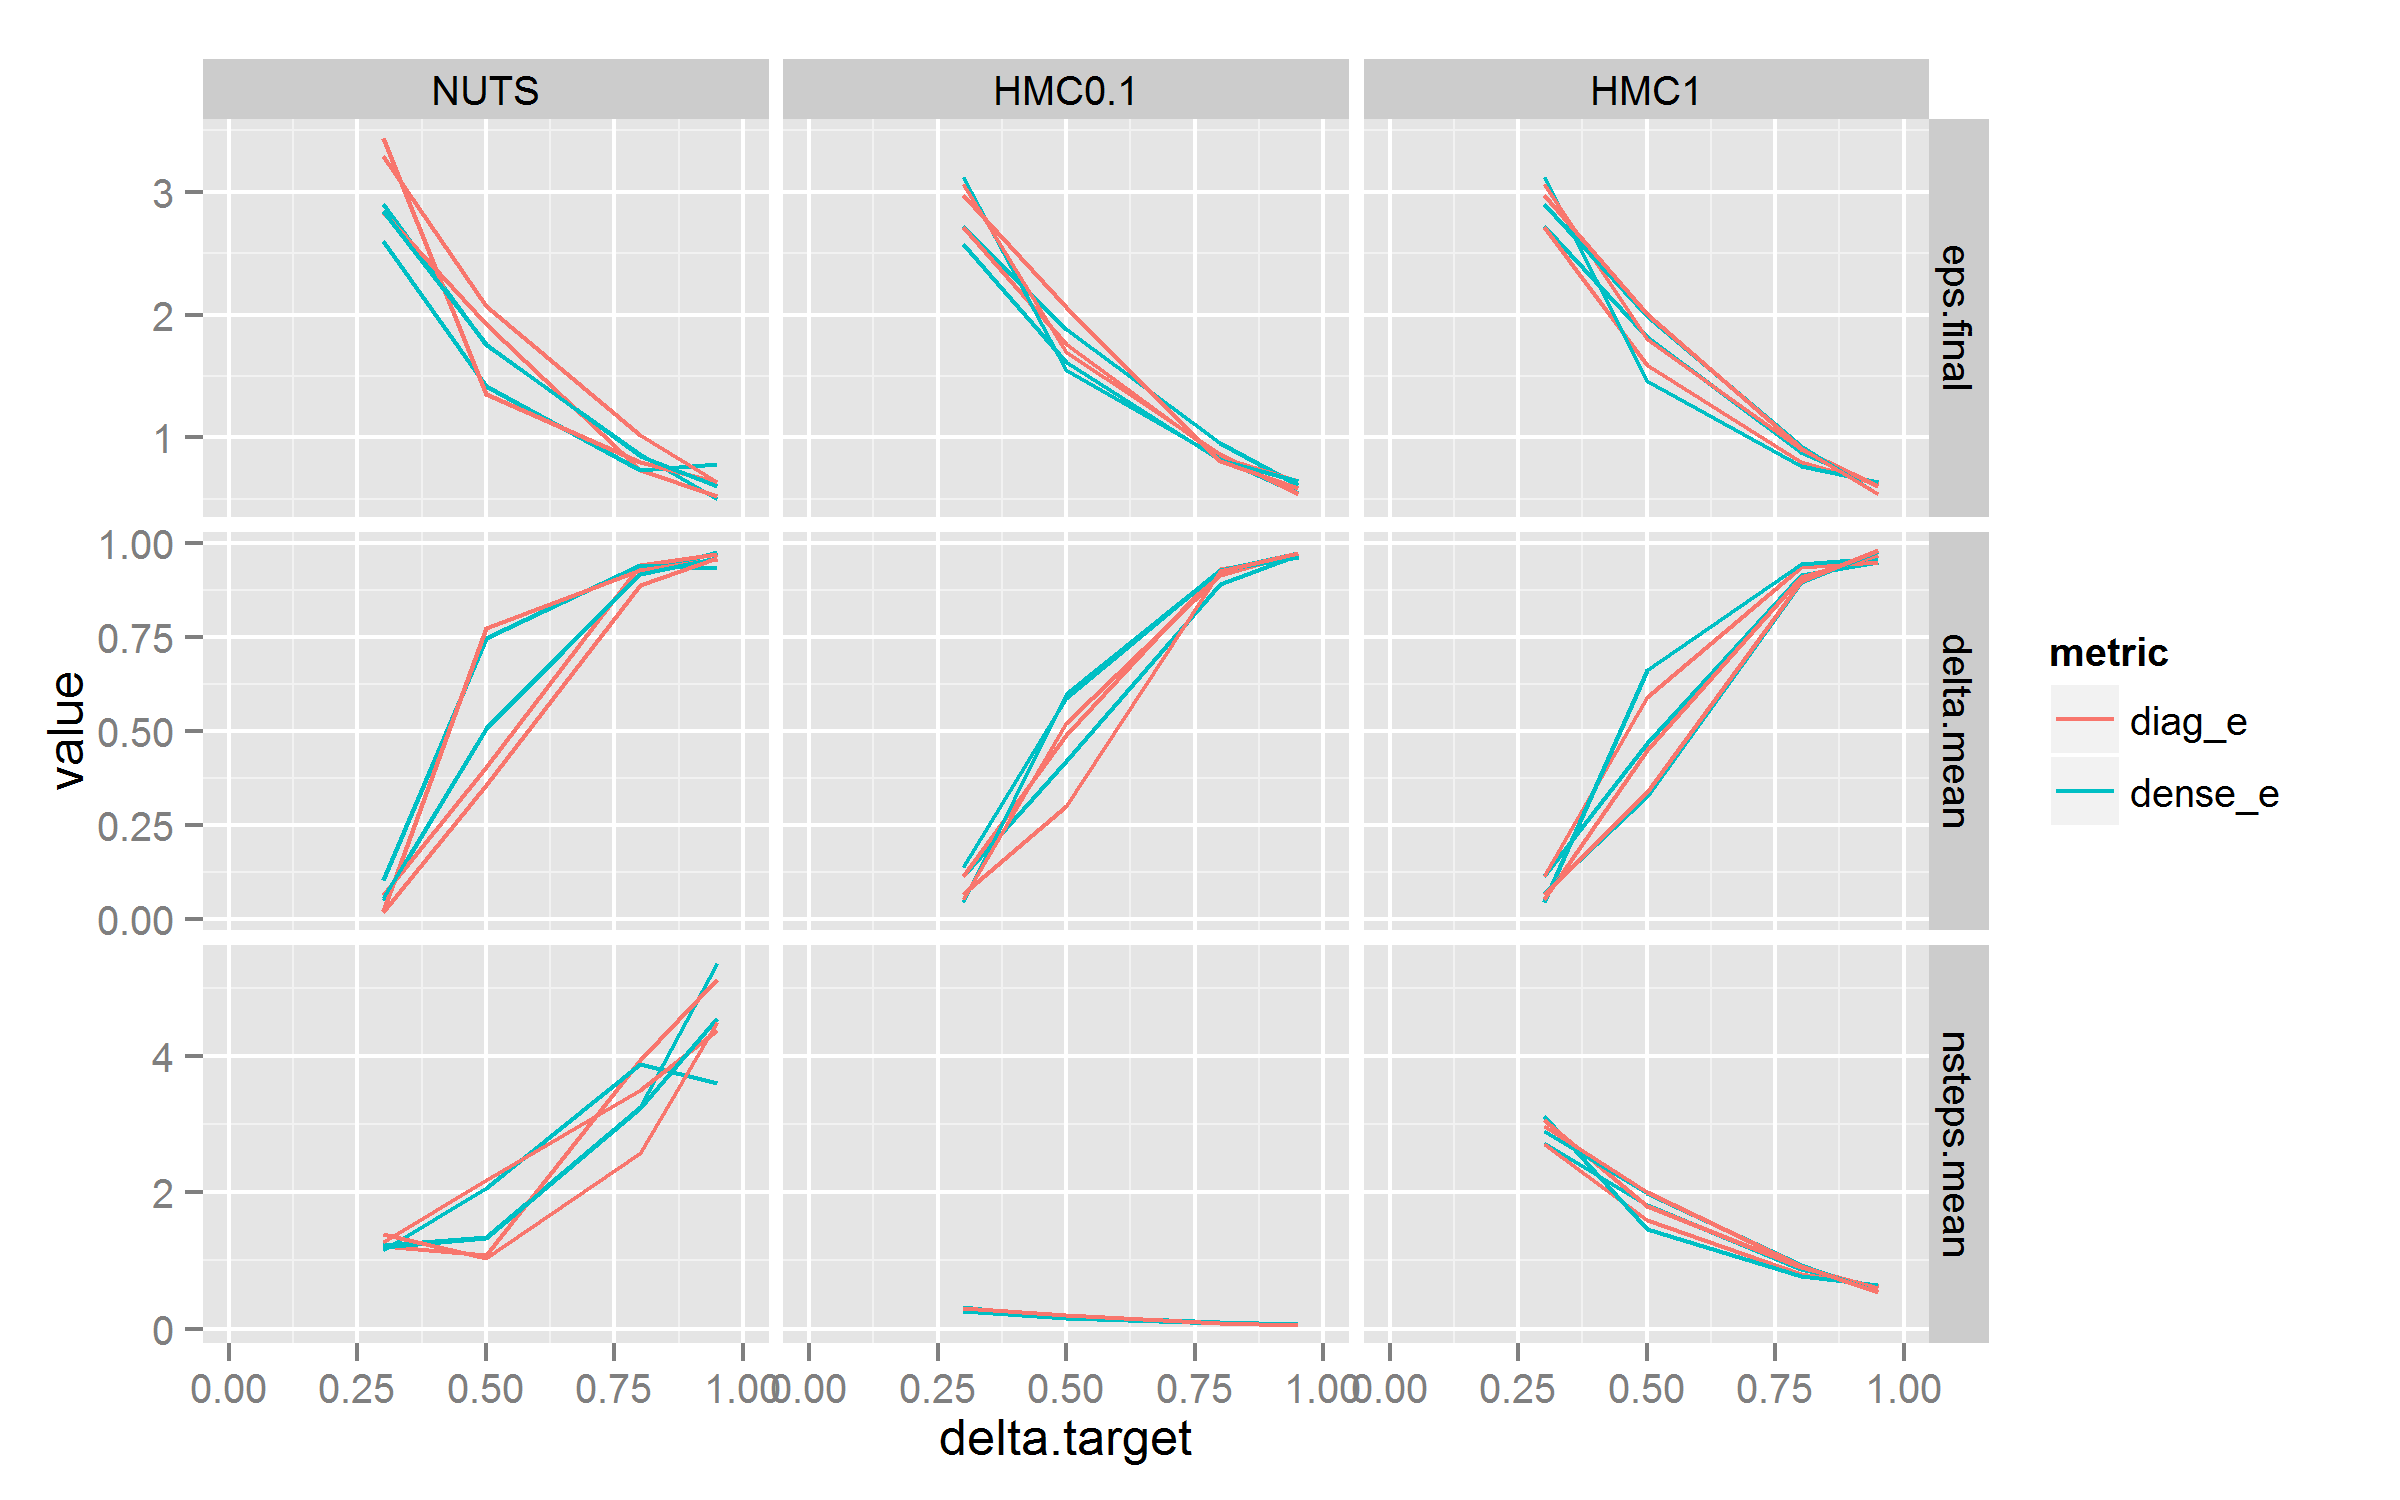 NUTS HMC0.1 HMC1
3
2
1
eps.final
1.00
0.75
0.50
0.25
0.00
delta.mean
4
2
0
nsteps.mean
0.00 0.25 0.50 0.75 1.00 0.00 0.25 0.50 0.75 1.00 0.00 0.25 0.50 0.75 1.00
delta.target
value
metric
diag_e
dense_e